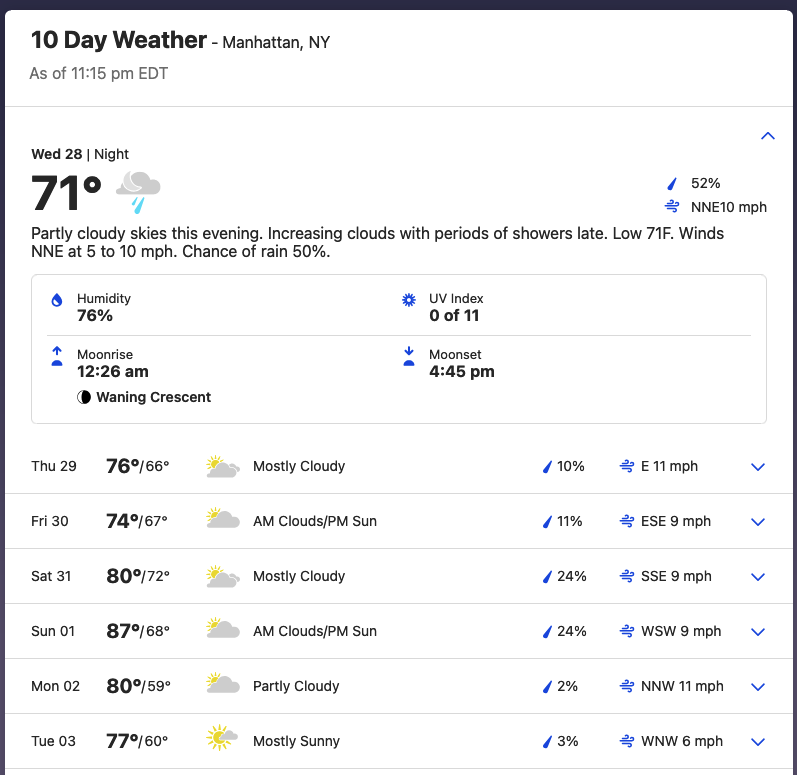 10 Day Weather - Manhattan, NY
As of 11:15 pm EDT
Wed 28 | Night
71°
52%
NNE10 mph
Partly cloudy skies this evening. Increasing clouds with periods of showers late. Low 71F. Winds
NNE at 5 to 10 mph. Chance of rain 50%.
Humidity
76%
UV Index
0 of 11
Moonrise
12:26 am
Waning Crescent
Moonset
4:45 pm
Thu 29 76°/66° Mostly Cloudy 10% E 11 mph
Fri 30 74°/67° AM Clouds/PM Sun 11% ESE 9 mph
Sat 31 80°/72° Mostly Cloudy 24% SSE 9 mph
Sun 01 87°/68° AM Clouds/PM Sun 24% WSW 9 mph
Mon 02 80°/59° Partly Cloudy 2% NNW 11 mph
Tue 03 77°/60° Mostly Sunny 3% WNW 6 mph